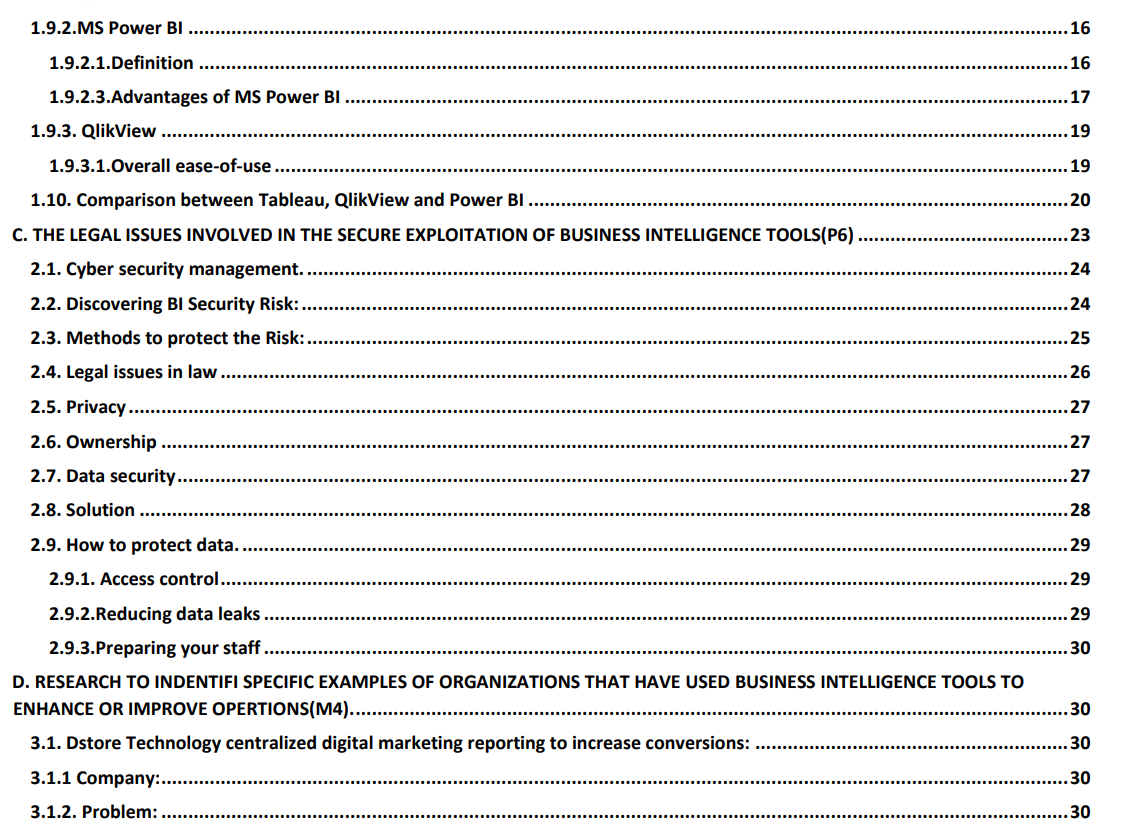 1.9.2.MS Power BI ........ 16
1.9.2.1.Definition ........ 16
1.9.2.3.Advantages of MS Power BI ........ 17
1.9.3. QlikView ........ 19
1.9.3.1.Overall ease-of-use ........ 19
1.10. Comparison between Tableau, QlikView and Power BI ........ 20
C. THE LEGAL ISSUES INVOLVED IN THE SECURE EXPLOITATION OF BUSINESS INTELLIGENCE TOOLS(P6) ........ 23
2.1. Cyber security management. ........ 24
2.2. Discovering BI Security Risk: ........ 24
2.3. Methods to protect the Risk: ........ 25
2.4. Legal issues in law ........ 26
2.5. Privacy ........ 27
2.6. Ownership ........ 27
2.7. Data security ........ 27
2.8. Solution ........ 28
2.9. How to protect data. ........ 29
2.9.1. Access control ........ 29
2.9.2.Reducing data leaks ........ 29
2.9.3.Preparing your staff ........ 30
D. RESEARCH TO INDENTIFI SPECIFIC EXAMPLES OF ORGANIZATIONS THAT HAVE USED BUSINESS INTELLIGENCE TOOLS TO
ENHANCE OR IMPROVE OPERTIONS(M4). ........ 30
3.1. Dstore Technology centralized digital marketing reporting to increase conversions: ........ 30
3.1.1 Company: ........ 30
3.1.2. Problem: ........ 30